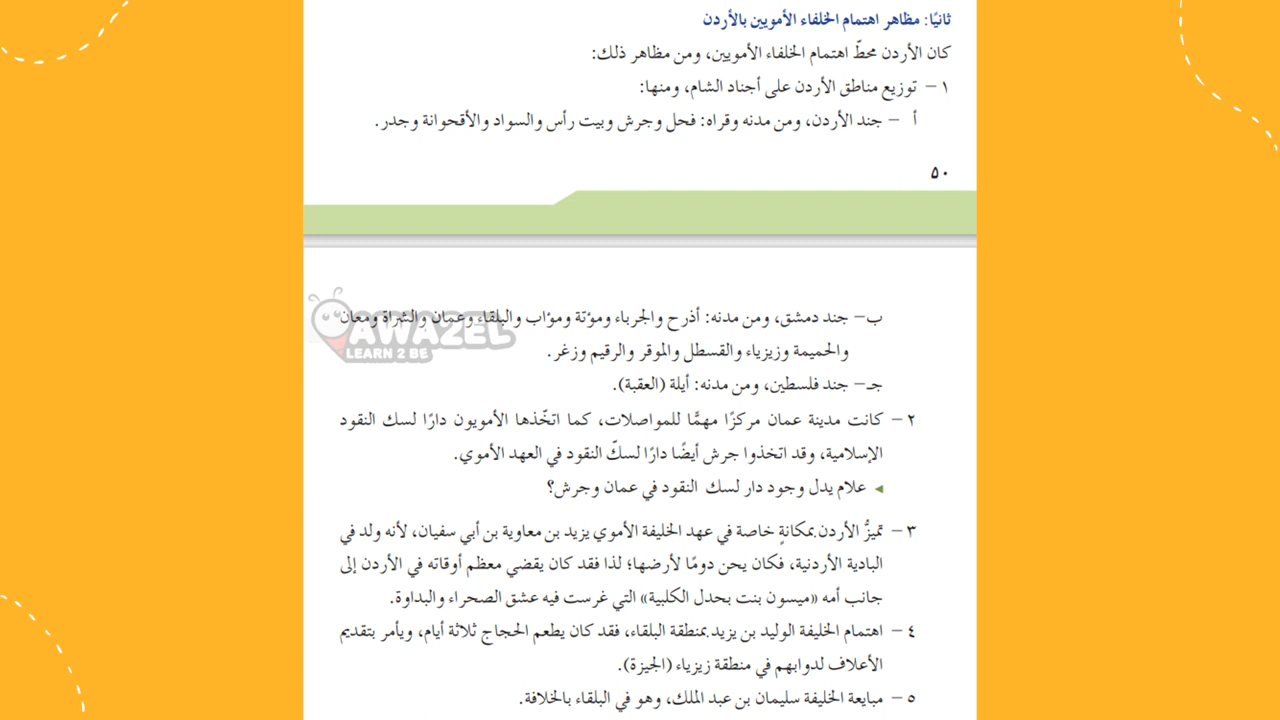 ثانيًا: مظاهر اهتمام الخلفاء الأمويين بالأردن
كان الأردن محطّ اهتمام الخلفاء الأمويين، ومن مظاهر ذلك:
١ – توزيع مناطق الأردن على أجناد الشام، ومنها:
أ – جند الأردن، ومن مدنه وقراه: فحل وجرش وبيت رأس والسواد والأقحوانة وجدر.
٥٠
ب– جند دمشق، ومن مدنه: أذرح والجرباء ومؤتة ومؤاب والبلقاء وعمان والشراة ومعان
والحميمة وزيزياء والقسطل والموقر والرقيم وزغر.
جـ– جند فلسطين، ومن مدنه: أيلة (العقبة).
٢ – كانت مدينة عمان مركزًا مهمًّا للمواصلات، كما اتخّذها الأمويون دارًا لسك النقود
الإسلامية، وقد اتخذوا جرش أيضًا دارًا لسكّ النقود في العهد الأموي.
◄ علام يدل وجود دار لسك النقود في عمان وجرش؟
٣ – تميزُّ الأردن بمكانةٍ خاصة في عهد الخليفة الأموي يزيد بن معاوية بن أبي سفيان، لأنه ولد في
البادية الأردنية، فكان يحن دومًا لأرضها؛ لذا فقد كان يقضي معظم أوقاته في الأردن إلى
جانب أمه «ميسون بنت بحدل الكلبية» التي غرست فيه عشق الصحراء والبداوة.
٤ – اهتمام الخليفة الوليد بن يزيد بمنطقة البلقاء، فقد كان يطعم الحجاج ثلاثة أيام، ويأمر بتقديم
الأعلاف لدوابهم في منطقة زيزياء (الجيزة).
٥ – مبايعة الخليفة سليمان بن عبد الملك، وهو في البلقاء بالخلافة.
AWA2EL
LEARN 2 BE